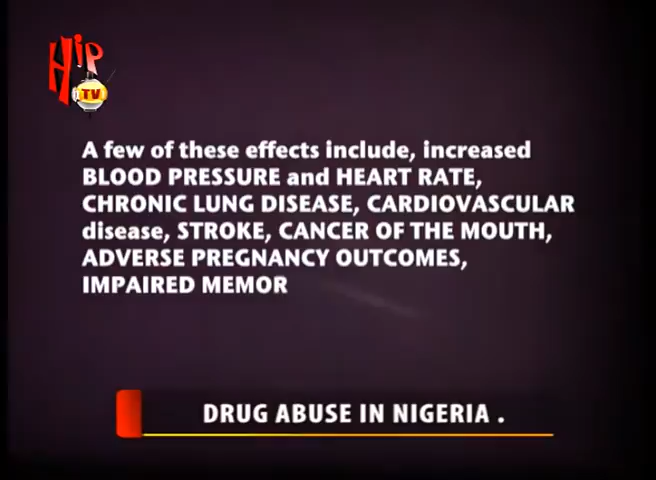 HiP
TV
A few of these effects include, increased
BLOOD PRESSURE and HEART RATE,
CHRONIC LUNG DISEASE, CARDIOVASCULAR
disease, STROKE, CANCER OF THE MOUTH,
ADVERSE PREGNANCY OUTCOMES,
IMPAIRED MEMOR
DRUG ABUSE IN NIGERIA .